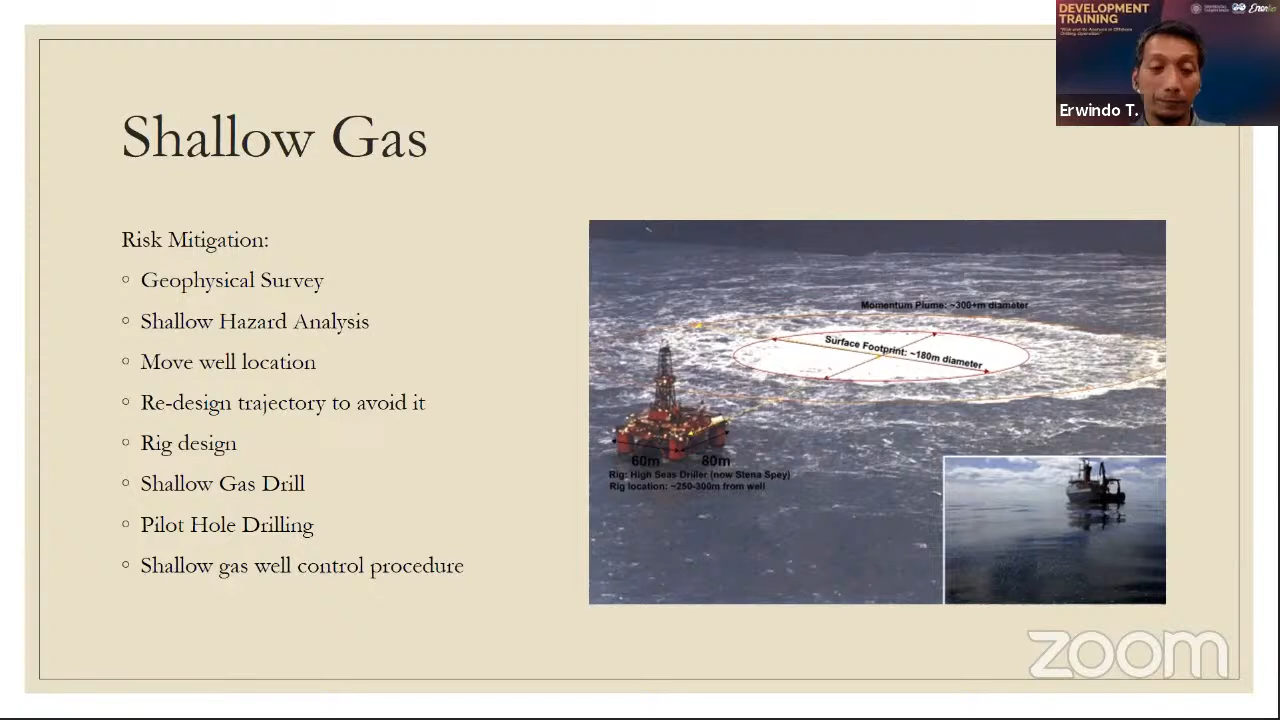 DEVELOPMENT
TRAINING
Erwindo T.
Shallow Gas
Risk Mitigation:
◦ Geophysical Survey
◦ Shallow Hazard Analysis
◦ Move well location
◦ Re-design trajectory to avoid it
◦ Rig design
◦ Shallow Gas Drill
◦ Pilot Hole Drilling
◦ Shallow gas well control procedure
Momentum Plume: ~300+m diameter
Surface Footprint: ~180m diameter
60m
80m
Rig: High Seas Driller (now Stena Spey)
Rig location: ~250-300m from well
zoom